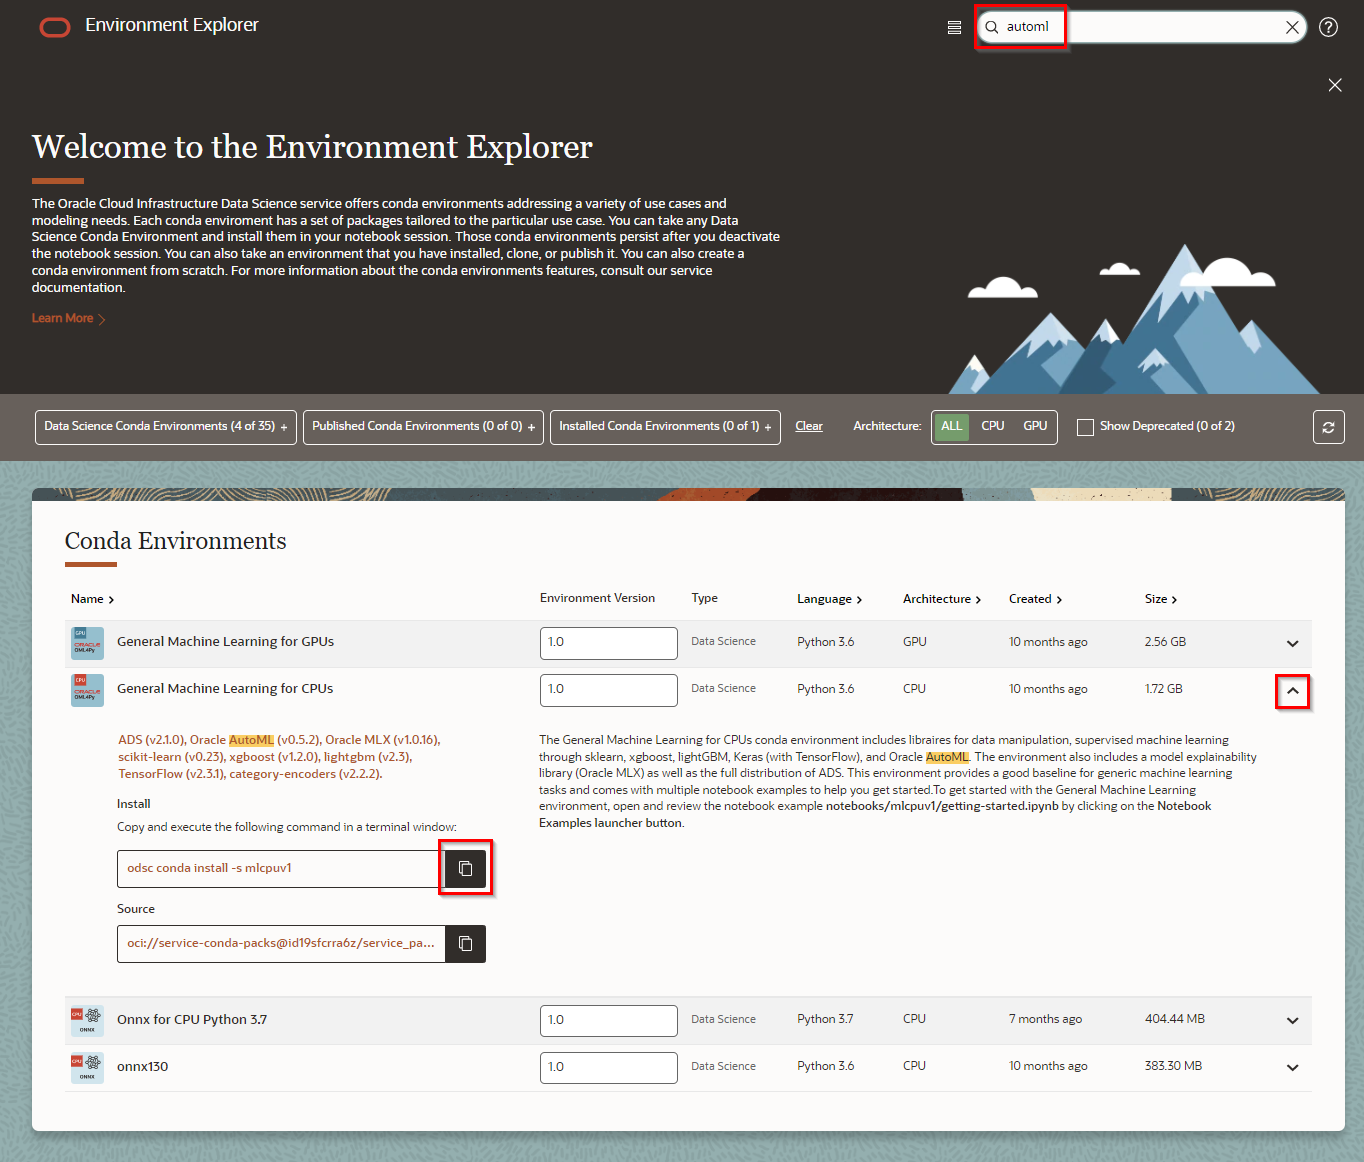 Environment Explorer
automl
Welcome to the Environment Explorer
The Oracle Cloud Infrastructure Data Science service offers conda environments addressing a variety of use cases and
modeling needs. Each conda enviroment has a set of packages tailored to the particular use case. You can take any Data
Science Conda Environment and install them in your notebook session. Those conda environments persist after you deactivate
the notebook session. You can also take an environment that you have installed, clone, or publish it. You can also create a
conda environment from scratch. For more information about the conda environments features, consult our service
documentation.
Learn More
Data Science Conda Environments (4 of 35) +
Published Conda Environments (0 of 0) +
Installed Conda Environments (0 of 1) +
Clear
Architecture:
ALL
CPU
GPU
Show Deprecated (0 of 2)
Conda Environments
Name
Environment Version
Type
Language
Architecture
Created
Size
GPU
ORACLE
OML4Py
General Machine Learning for GPUs
1.0
Data Science
Python 3.6
GPU
10 months ago
2.56 GB
CPU
ORACLE
OML4Py
General Machine Learning for CPUs
1.0
Data Science
Python 3.6
CPU
10 months ago
1.72 GB
ADS (v2.1.0), Oracle AutoML (v0.5.2), Oracle MLX (v1.0.16),
scikit-learn (v0.23), xgboost (v1.2.0), lightgbm (v2.3),
TensorFlow (v2.3.1), category-encoders (v2.2.2).
Install
Copy and execute the following command in a terminal window:
odsc conda install -s mlcpuv1
Source
oci://service-conda-packs@id19sfcrra6z/service_pa...
The General Machine Learning for CPUs conda environment includes libraires for data manipulation, supervised machine learning
through sklearn, xgboost, lightGBM, Keras (with TensorFlow), and Oracle AutoML. The environment also includes a model explainability
library (Oracle MLX) as well as the full distribution of ADS. This environment provides a good baseline for generic machine learning
tasks and comes with multiple notebook examples to help you get started.To get started with the General Machine Learning
environment, open and review the notebook example notebooks/mlcpuv1/getting-started.ipynb by clicking on the Notebook
Examples launcher button.
CPU
ONNX
Onnx for CPU Python 3.7
1.0
Data Science
Python 3.7
CPU
7 months ago
404.44 MB
CPU
ONNX
onnx130
1.0
Data Science
Python 3.6
CPU
10 months ago
383.30 MB